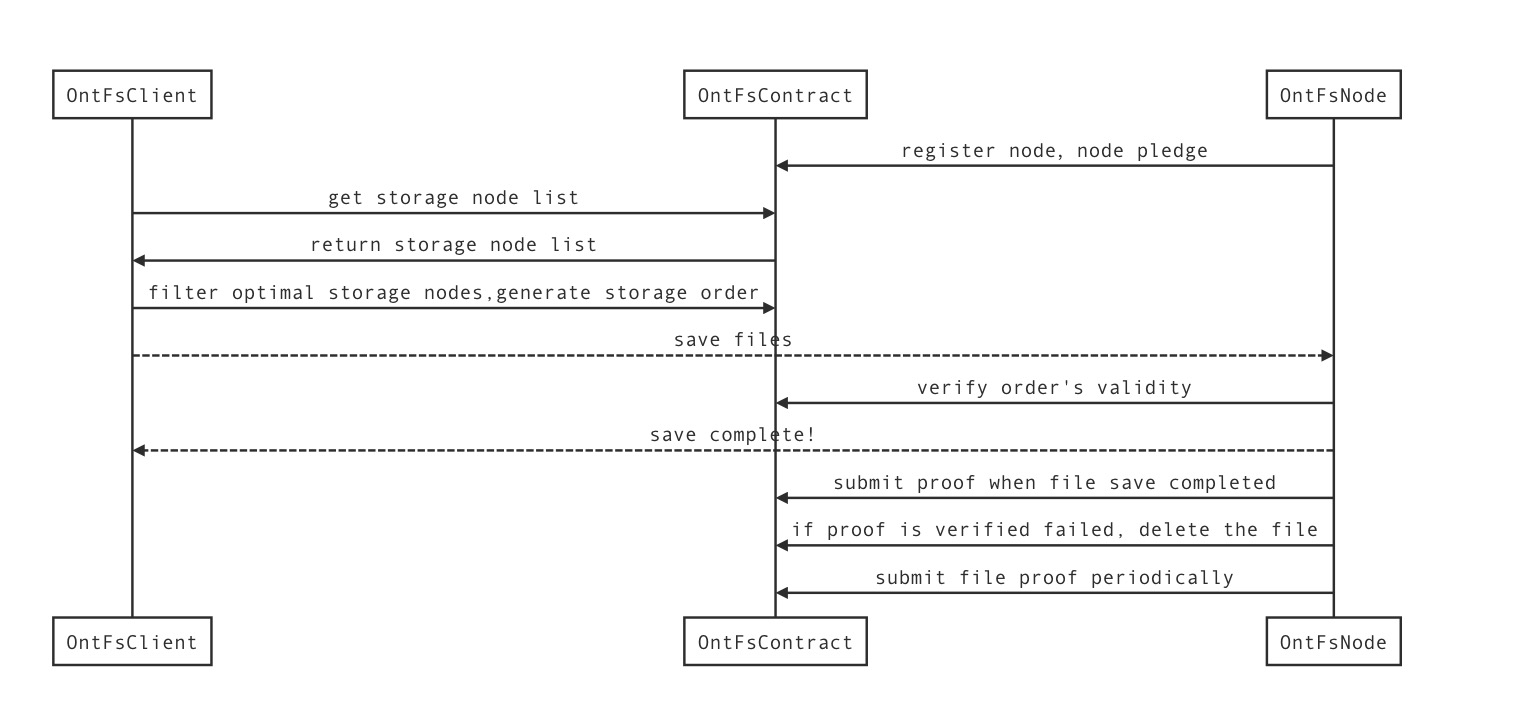 OntFsClient
OntFsContract
OntFsNode
register node, node pledge
get storage node list
return storage node list
filter optimal storage nodes,generate storage order
save files
verify order's validity
save complete!
submit proof when file save completed
if proof is verified failed, delete the file
submit file proof periodically
OntFsClient
OntFsContract
OntFsNode